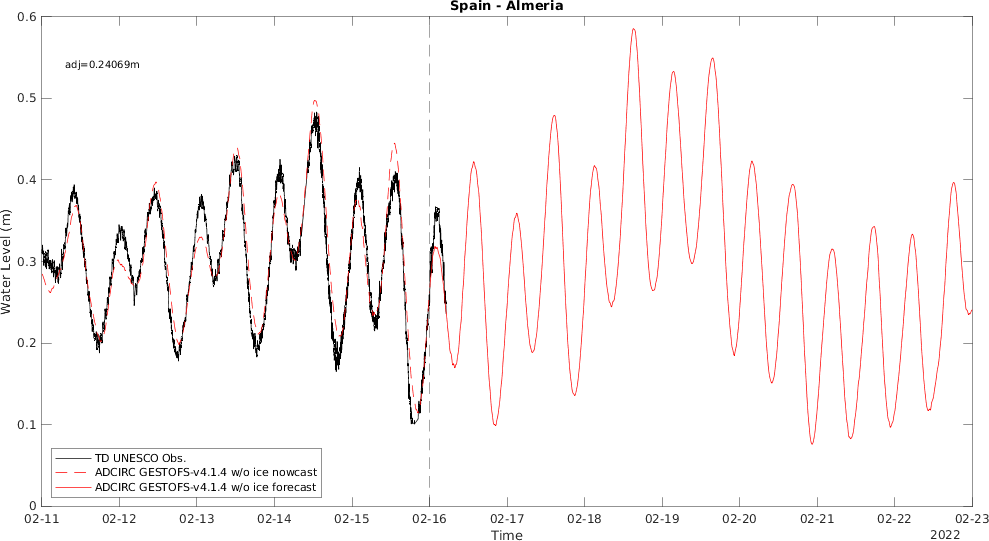 Spain - Almeria
adj=0.24069m
Water Level (m)
0.6
0.5
0.4
0.3
0.2
0.1
0
TD UNESCO Obs.
ADCIRC GESTOFS-v4.1.4 w/o ice nowcast
ADCIRC GESTOFS-v4.1.4 w/o ice forecast
02-11 02-12 02-13 02-14 02-15 02-16 02-17 02-18 02-19 02-20 02-21 02-22 02-23
Time
2022